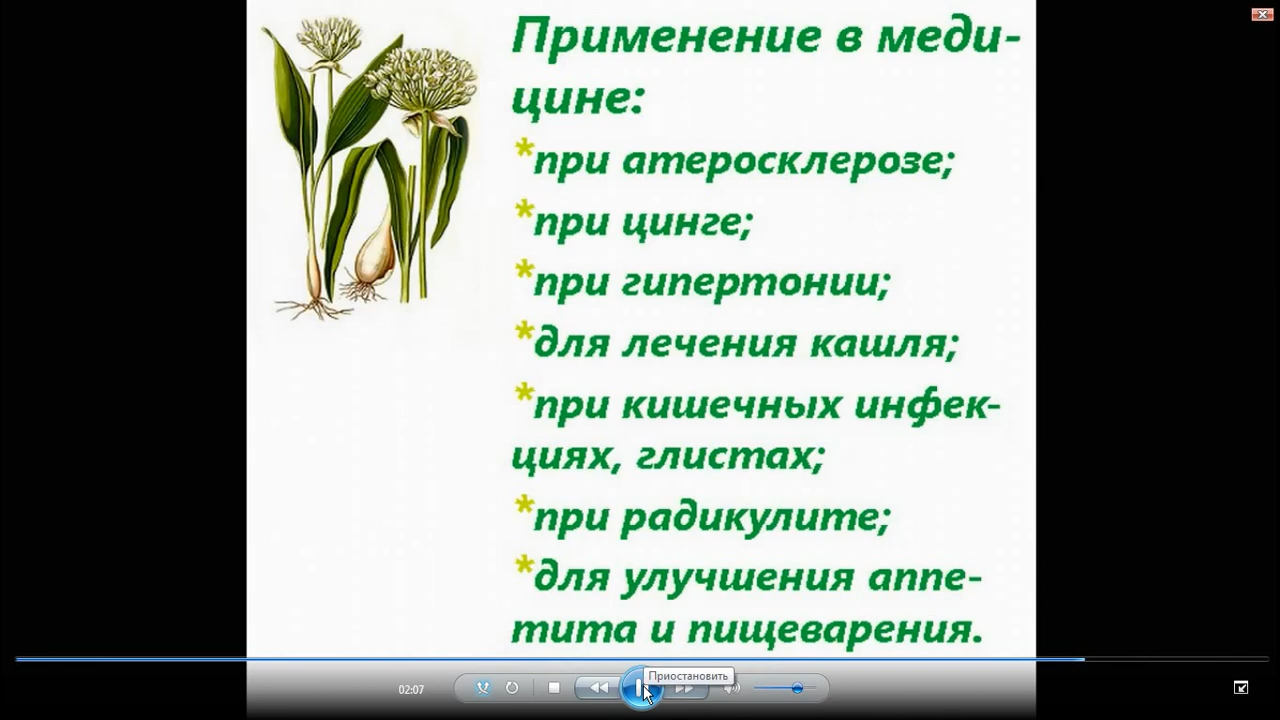 Применение в меди-
цине:
*при атеросклерозе;
*при цинге;
*при гипертонии;
*для лечения кашля;
*при кишечных инфек-
циях, глистах;
*при радикулите;
*для улучшения аппе-
тита и пищеварения.
Приостановить
02:07